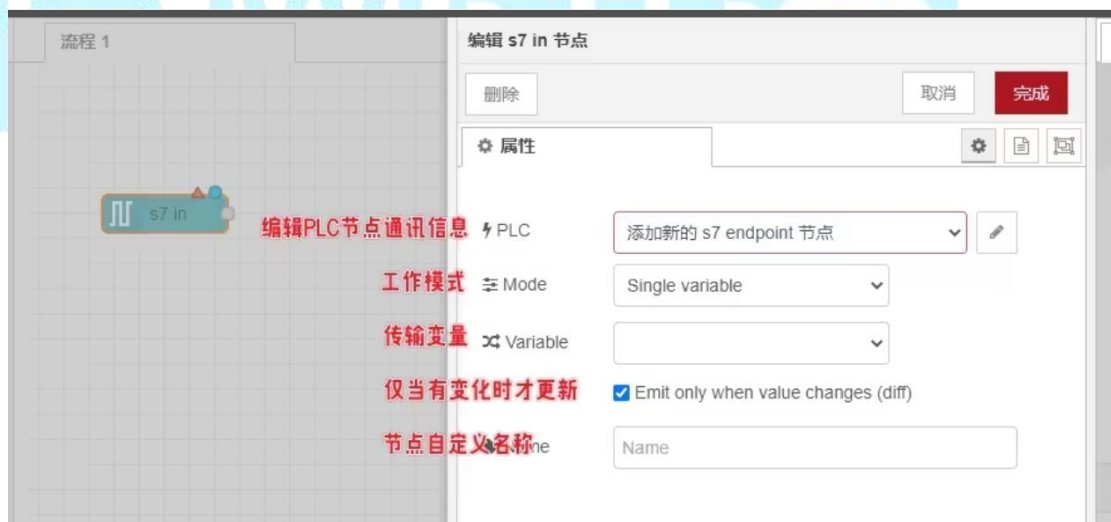 流程 1
编辑 s7 in 节点
删除
取消
完成
属性
s7 in
编辑PLC节点通讯信息
PLC
添加新的 s7 endpoint 节点
工作模式
Mode
Single variable
传输变量
Variable
仅当有变化时才更新
Emit only when value changes (diff)
节点自定义名称
Name